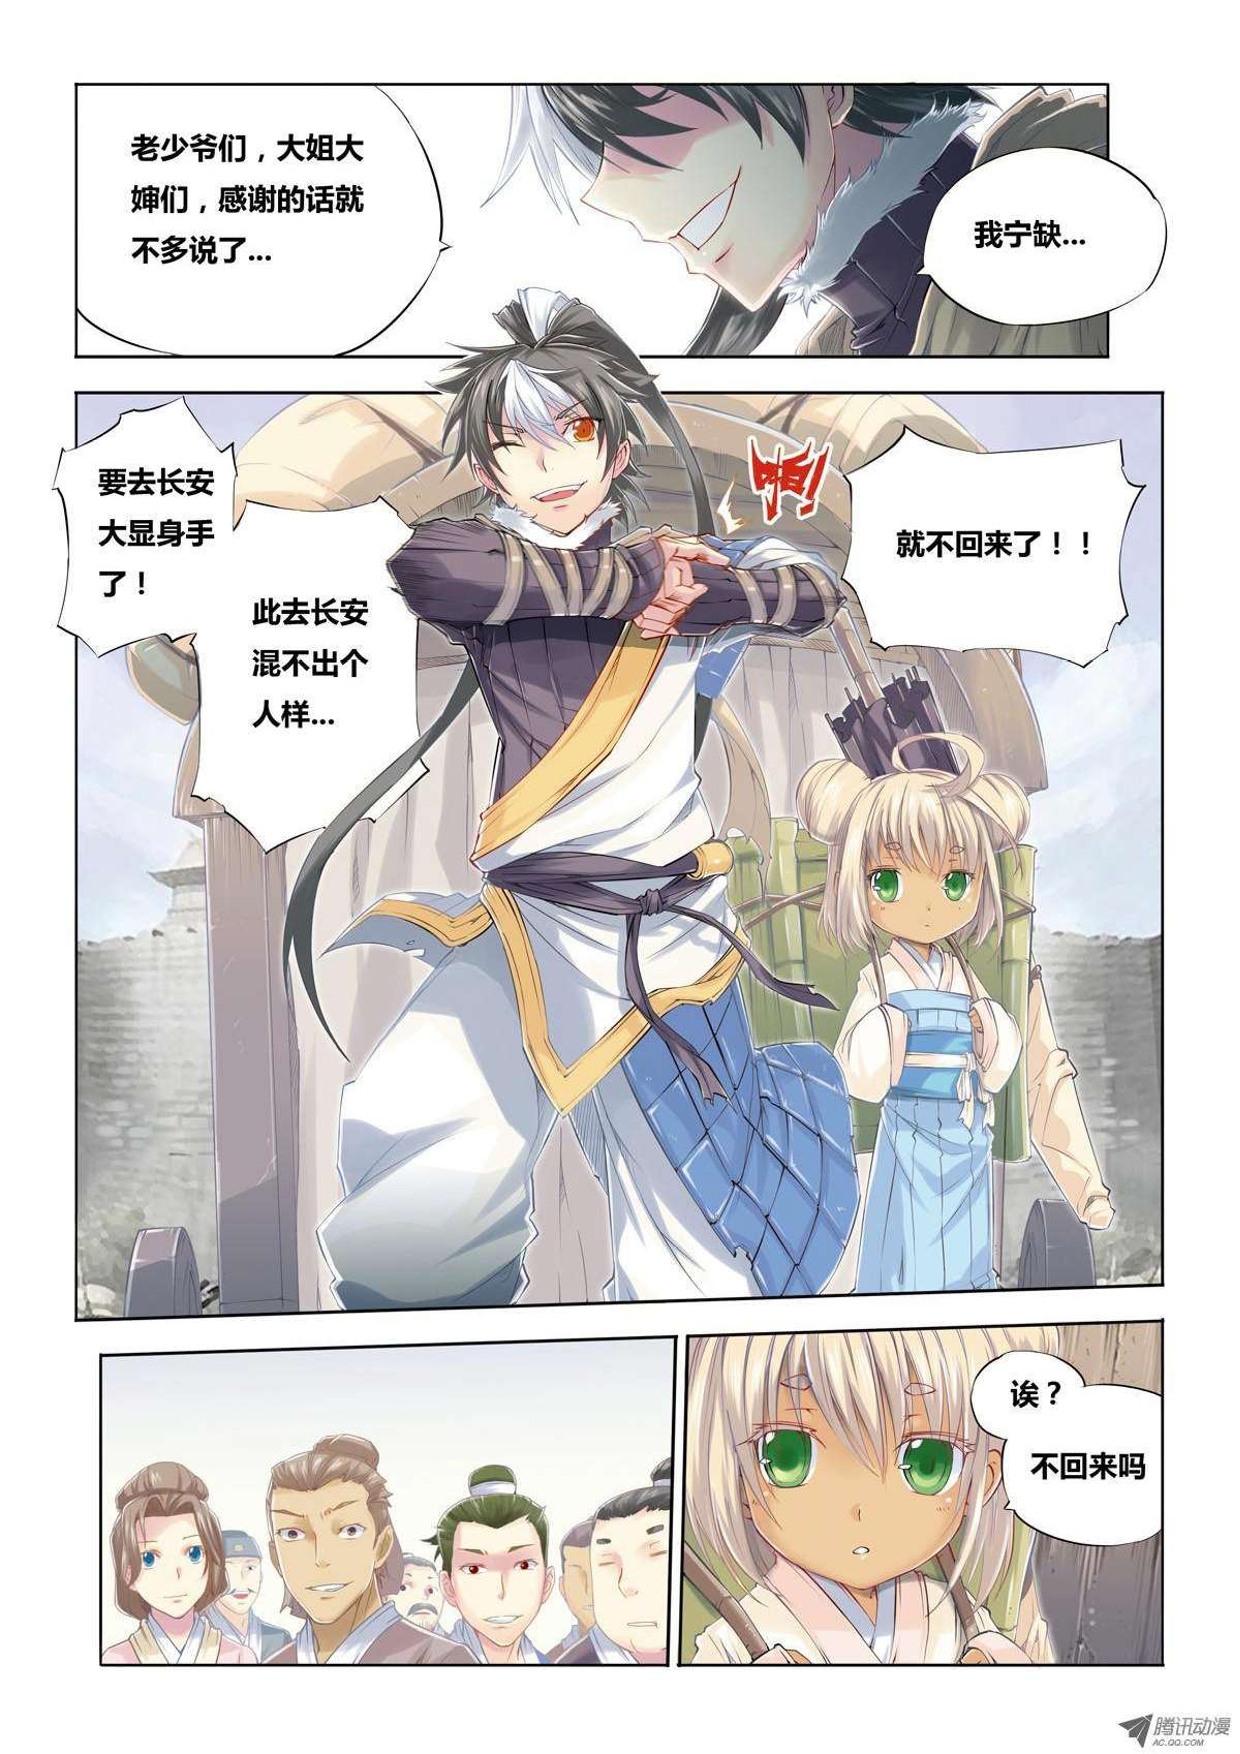 老少爷们，大姐大
婶们，感谢的话就
不多说了...
我宁缺...
要去长安
大显身手
了！
此去长安
混不出个
人样...
就不回来了！！
诶？
不回来吗
腾讯动漫
AC.QQ.COM